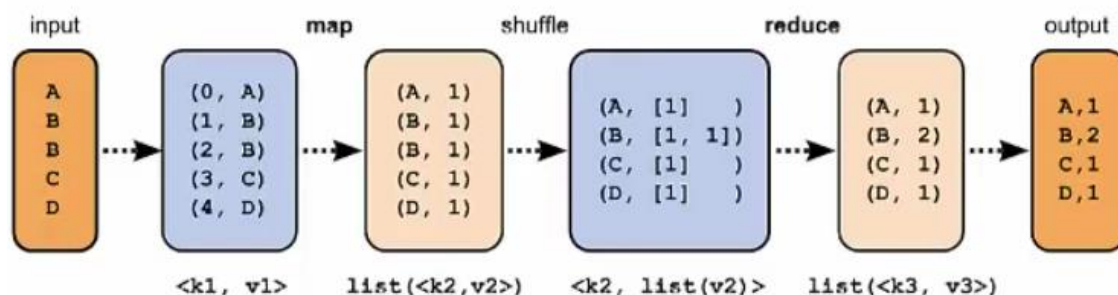 input
map
shuffle
reduce
output
A
B
B
C
D
(0, A)
(1, B)
(2, B)
(3, C)
(4, D)
(A, 1)
(B, 1)
(B, 1)
(C, 1)
(D, 1)
(A, [1] )
(B, [1, 1])
(C, [1] )
(D, [1] )
(A, 1)
(B, 2)
(C, 1)
(D, 1)
A,1
B,2
C,1
D,1
<k1, v1>
list(<k2,v2>)
<k2, list(v2)>
list(<k3, v3>)